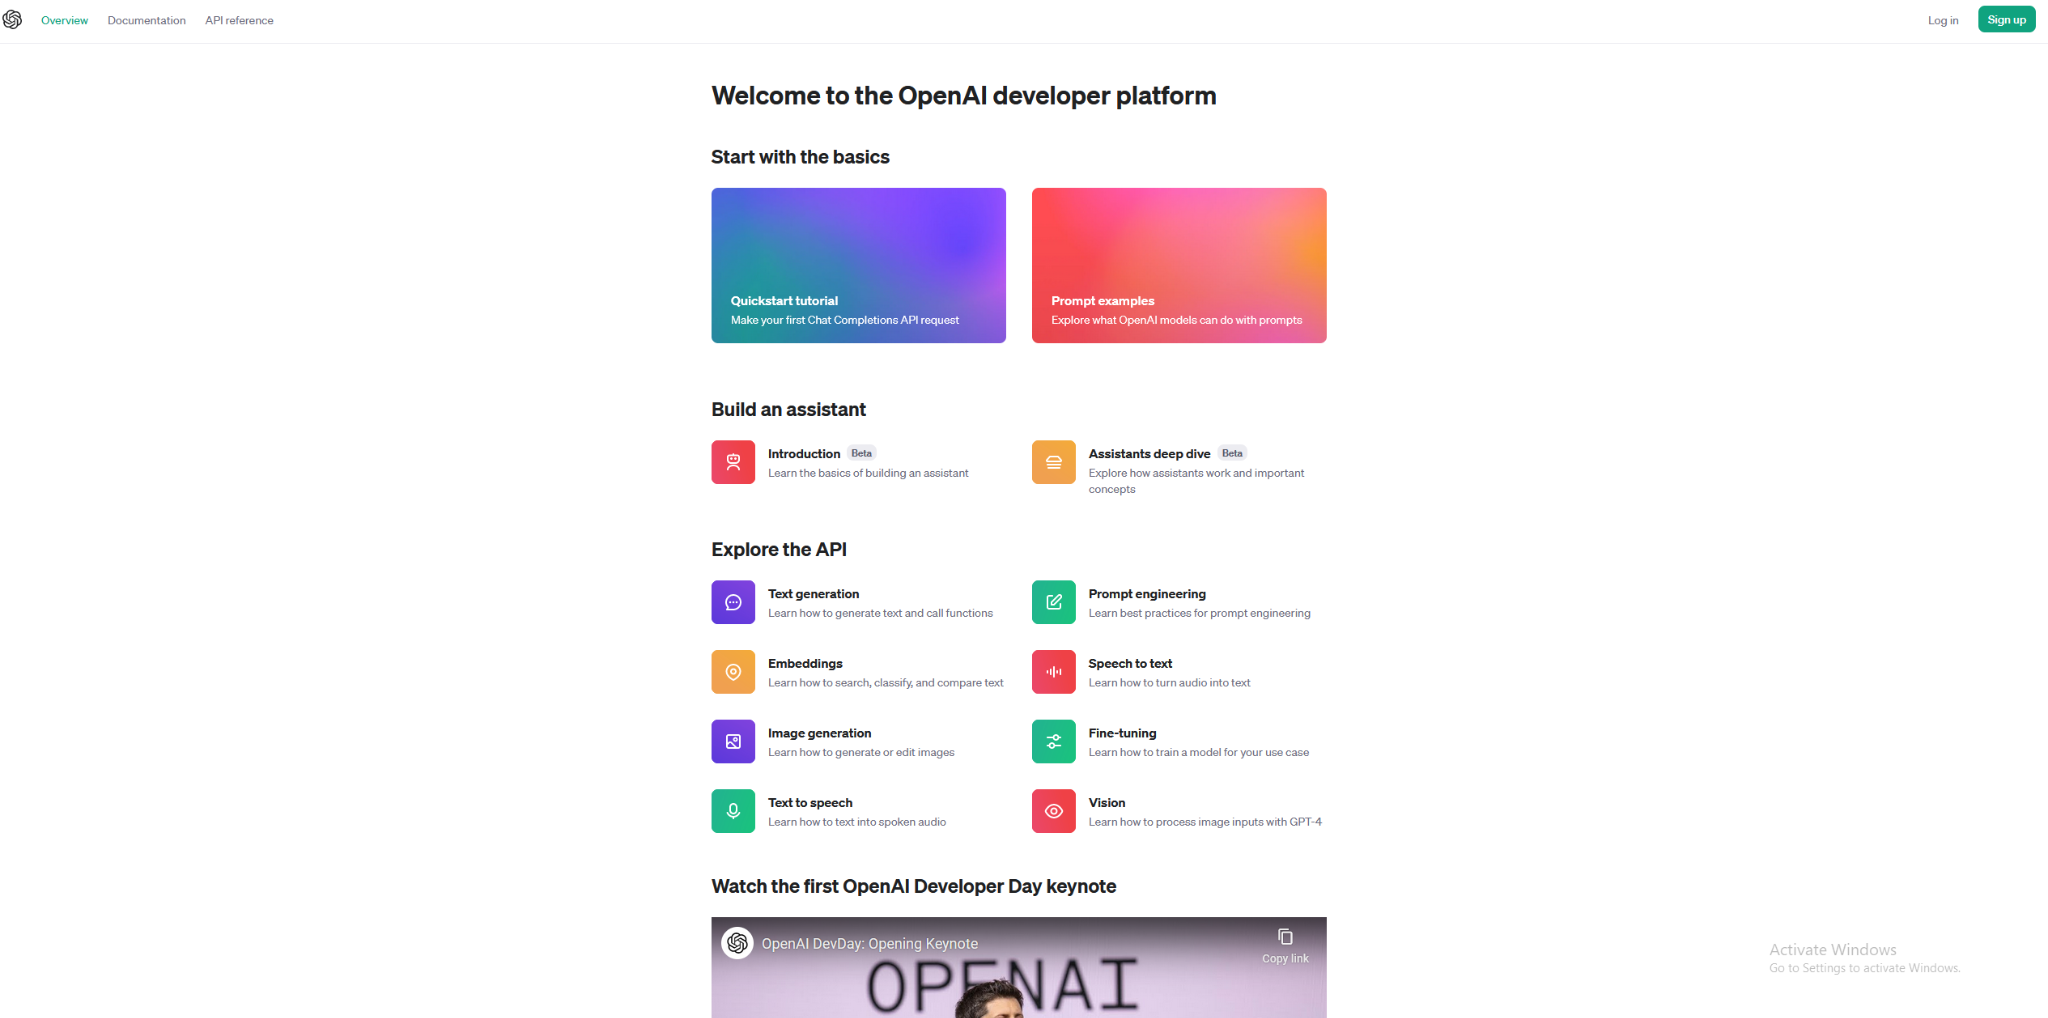 Overview Documentation API reference Log in Sign up
Welcome to the OpenAI developer platform
Start with the basics
Quickstart tutorial
Make your first Chat Completions API request
Prompt examples
Explore what OpenAI models can do with prompts
Build an assistant
Introduction Beta
Learn the basics of building an assistant
Assistants deep dive Beta
Explore how assistants work and important
concepts
Explore the API
Text generation
Learn how to generate text and call functions
Prompt engineering
Learn best practices for prompt engineering
Embeddings
Learn how to search, classify, and compare text
Speech to text
Learn how to turn audio into text
Image generation
Learn how to generate or edit images
Fine-tuning
Learn how to train a model for your use case
Text to speech
Learn how to text into spoken audio
Vision
Learn how to process image inputs with GPT-4
Watch the first OpenAI Developer Day keynote
OpenAI DevDay: Opening Keynote
Copy link
OPENAI
Activate Windows
Go to Settings to activate Windows.